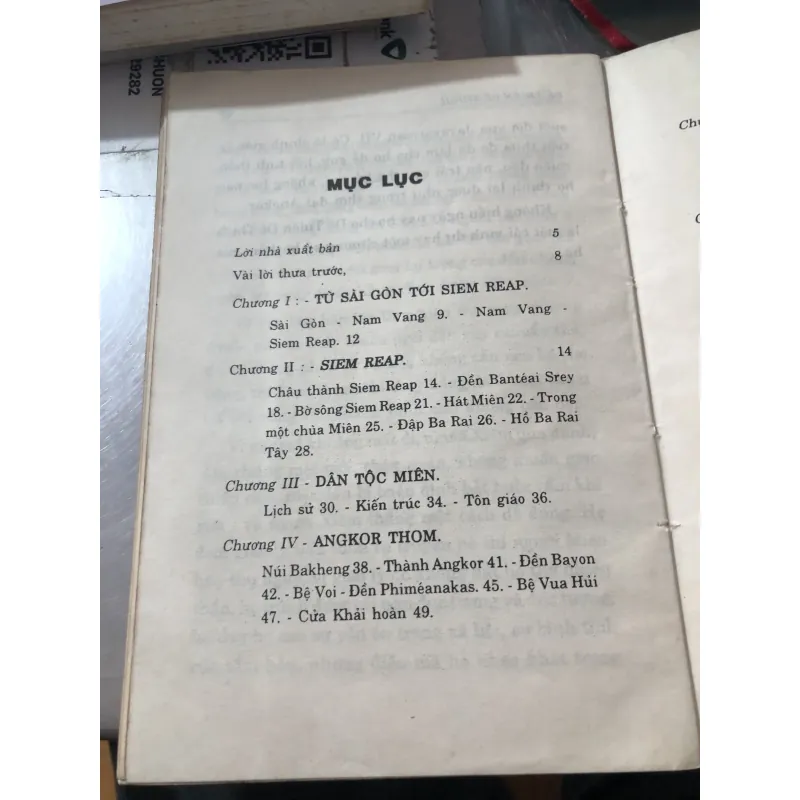 HUON
9282
nk
MỤC LỤC
Lời nhà xuất bản 5
Vài lời thưa trước, 8
Chương I : - TỪ SÀI GÒN TỚI SIEM REAP.
Sài Gòn - Nam Vang 9. - Nam Vang -
Siem Reap. 12
Chương II : - SIEM REAP. 14
Châu thành Siem Reap 14. - Đền Bantéai Srey
18. - Bờ sông Siem Reap 21. - Hát Miên 22. - Trong
một chùa Miên 25. - Đập Ba Rai 26. - Hồ Ba Rai
Tây 28.
Chương III - DÂN TỘC MIÊN.
Lịch sử 30. - Kiến trúc 34. - Tôn giáo 36.
Chương IV - ANGKOR THOM.
Núi Bakheng 38. - Thành Angkor 41. - Đền Bayon
42. - Bệ Voi - Đền Phiméanakas. 45. - Bệ Vua Hủi
47. - Cửa Khải hoàn 49.
Chư
C